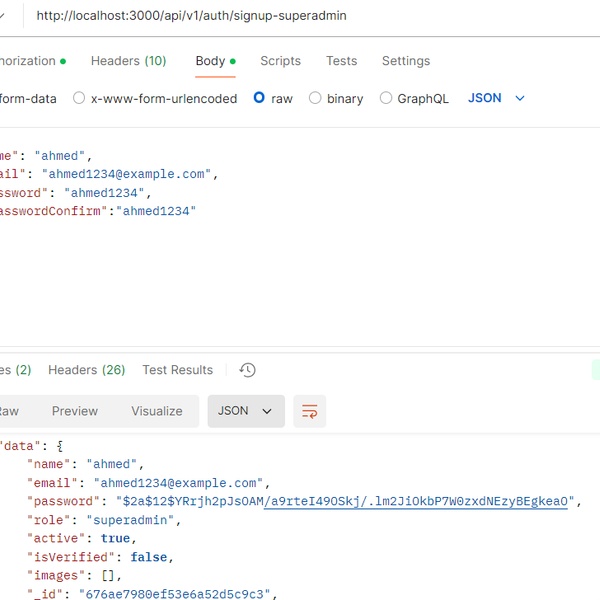 http://localhost:3000/api/v1/auth/signup-superadmin
horization Headers (10) Body Scripts Tests Settings
form-data x-www-form-urlencoded raw binary GraphQL JSON
me": "ahmed",
ail": "ahmed1234@example.com",
ssword": "ahmed1234",
asswordConfirm":"ahmed1234"
es (2) Headers (26) Test Results
Raw Preview Visualize JSON
"data": {
"name": "ahmed",
"email": "ahmed1234@example.com",
"password": "$2a$12$YRrjh2pJsOAM/a9rteI49OSkj/.lm2JiOkbP7W0zxdNEzyBEgkeaO",
"role": "superadmin",
"active": true,
"isVerified": false,
"images": [],
"_id": "676ae7980ef53e6a52d5c9c3",